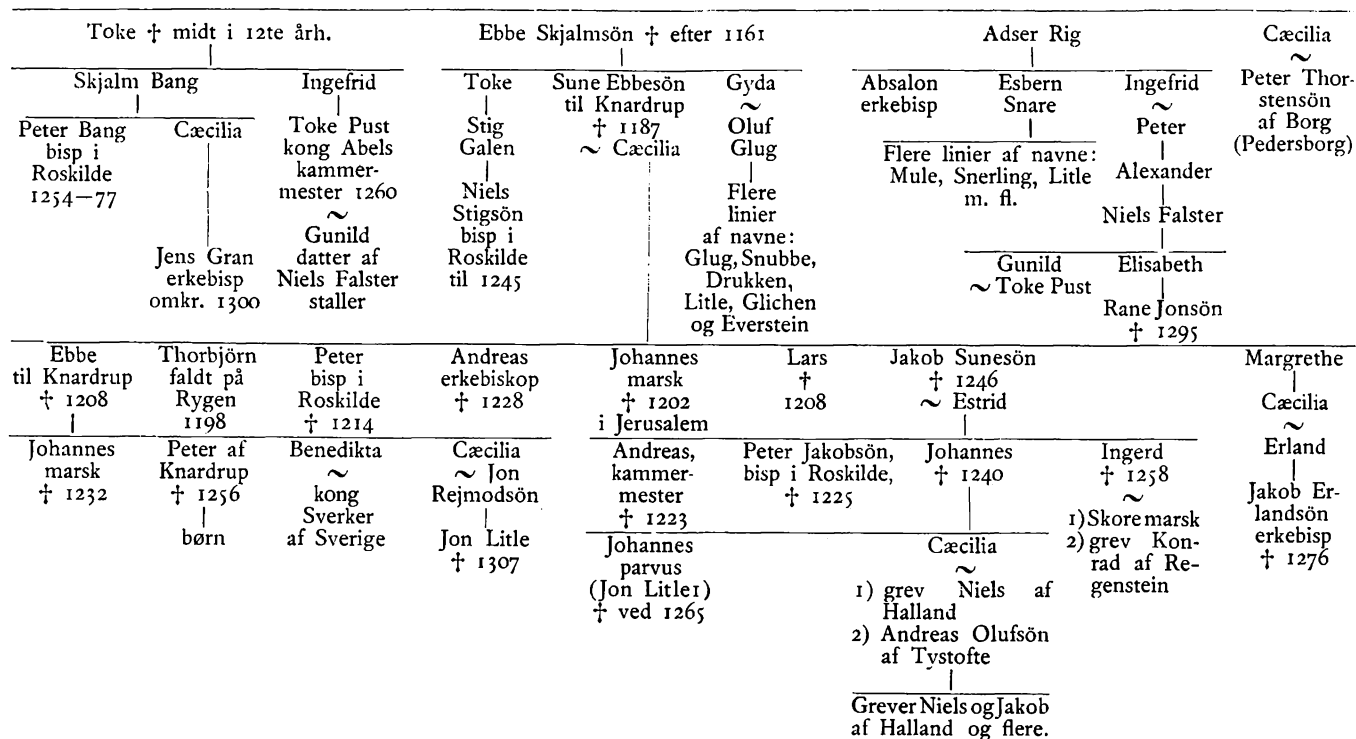 Toke † midt i 12te årh.
Ebbe Skjalmsön † efter 1161
Adser Rig
Cæcilia
~
Peter Thor-
stensön
af Borg
(Pedersborg)
Skjalm Bang
Ingefrid
Toke Pust
kong Abels
kammer-
mester 1260
~
Gunild
datter af
Niels Falster
staller
Peter Bang
bisp i
Roskilde
1254—77
Cæcilia
Jens Gran
erkebisp
omkr. 1300
Toke
Stig
Galen
Niels
Stigsön
bisp i
Roskilde
til 1245
Sune Ebbesön
til Knardrup
† 1187
~ Cæcilia
Gyda
~
Oluf
Glug
Flere
linier
af navne:
Glug, Snubbe,
Drukken,
Litle, Glichen
og Everstein
Absalon
erkebisp
Esbern
Snare
Flere linier af navne:
Mule, Snerling, Litle
m. fl.
Ingefrid
~
Peter
Alexander
Niels Falster
Gunild
~ Toke Pust
Elisabeth
Rane Jonsön
† 1295
Ebbe
til Knardrup
† 1208
Thorbjörn
faldt på
Rygen
1198
Peter
bisp i
Roskilde
† 1214
Andreas
erkebiskop
† 1228
Johannes
marsk
† 1202
i Jerusalem
Lars
†
1208
Jakob Sunesön
† 1246
~ Estrid
Margrethe
Cæcilia
~
Erland
Jakob Er-
landsön
erkebisp
† 1276
Johannes
marsk
† 1232
Peter af
Knardrup
† 1256
børn
Benedikta
~
kong
Sverker
af Sverige
Cæcilia
~ Jon
Rejmodsön
Jon Litle
† 1307
Andreas,
kammer-
mester
† 1223
Peter Jakobsön,
bisp i Roskilde,
† 1225
Johannes
† 1240
Ingerd
† 1258
~
1) Skore marsk
2) grev Kon-
rad af Re-
genstein
Johannes
parvus
(Jon Litle1)
† ved 1265
Cæcilia
~
1) grev Niels af
Halland
2) Andreas Olufsön
af Tystofte
Grever Niels og Jakob
af Halland og flere.